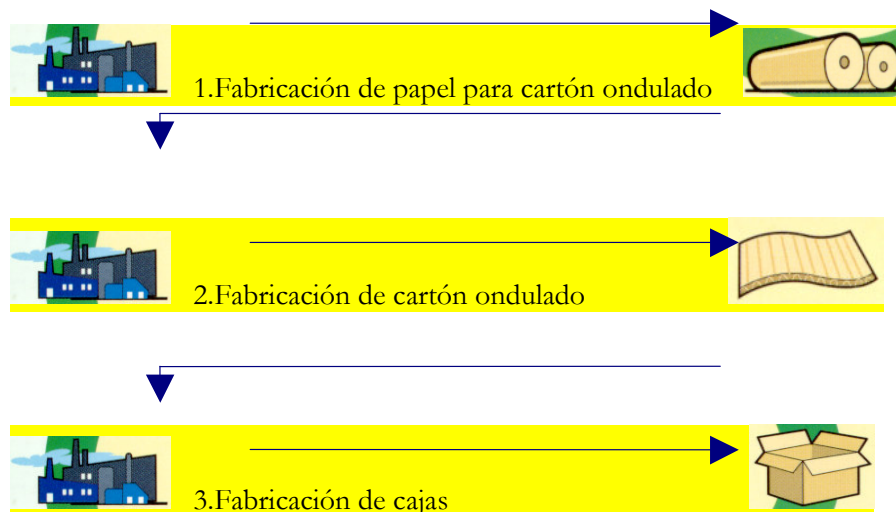 1.Fabricación de papel para cartón ondulado
2.Fabricación de cartón ondulado
3.Fabricación de cajas